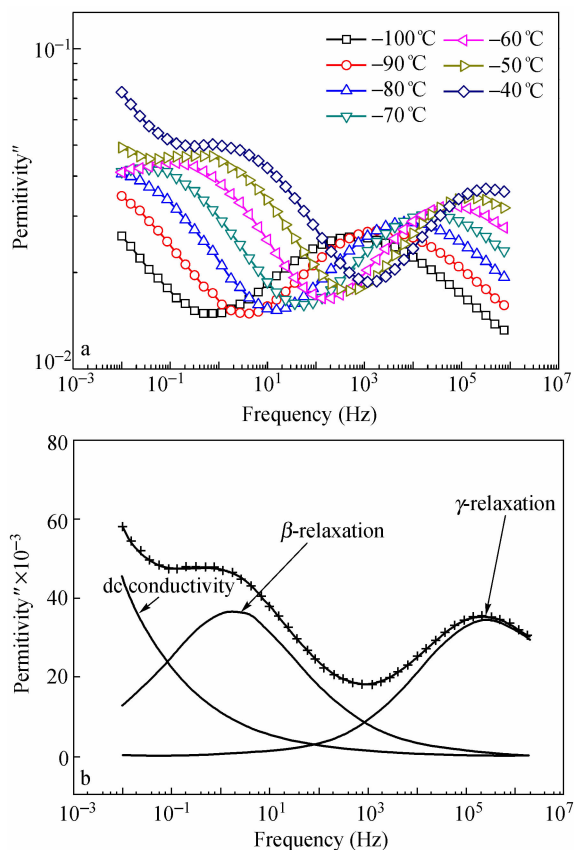 10⁻¹
−100℃ −60℃
−90℃ −50℃
−80℃ −40℃
−70℃
Permitivity″
10⁻²
a
10⁻³ 10⁻¹ 10¹ 10³ 10⁵ 10⁷
Frequency (Hz)
80
60
40
20
0
Permitivity″×10⁻³
γ-relaxation
β-relaxation
dc conductivity
b
10⁻³ 10⁻¹ 10¹ 10³ 10⁵ 10⁷
Frequency (Hz)